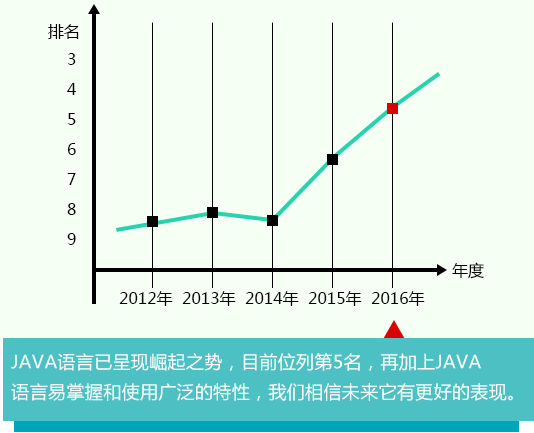 排名
3
4
5
6
7
8
9
年度
2012年 2013年 2014年 2015年 2016年
JAVA语言已呈现崛起之势，目前位列第5名，再加上JAVA
语言易掌握和使用广泛的特性，我们相信未来它有更好的表现。